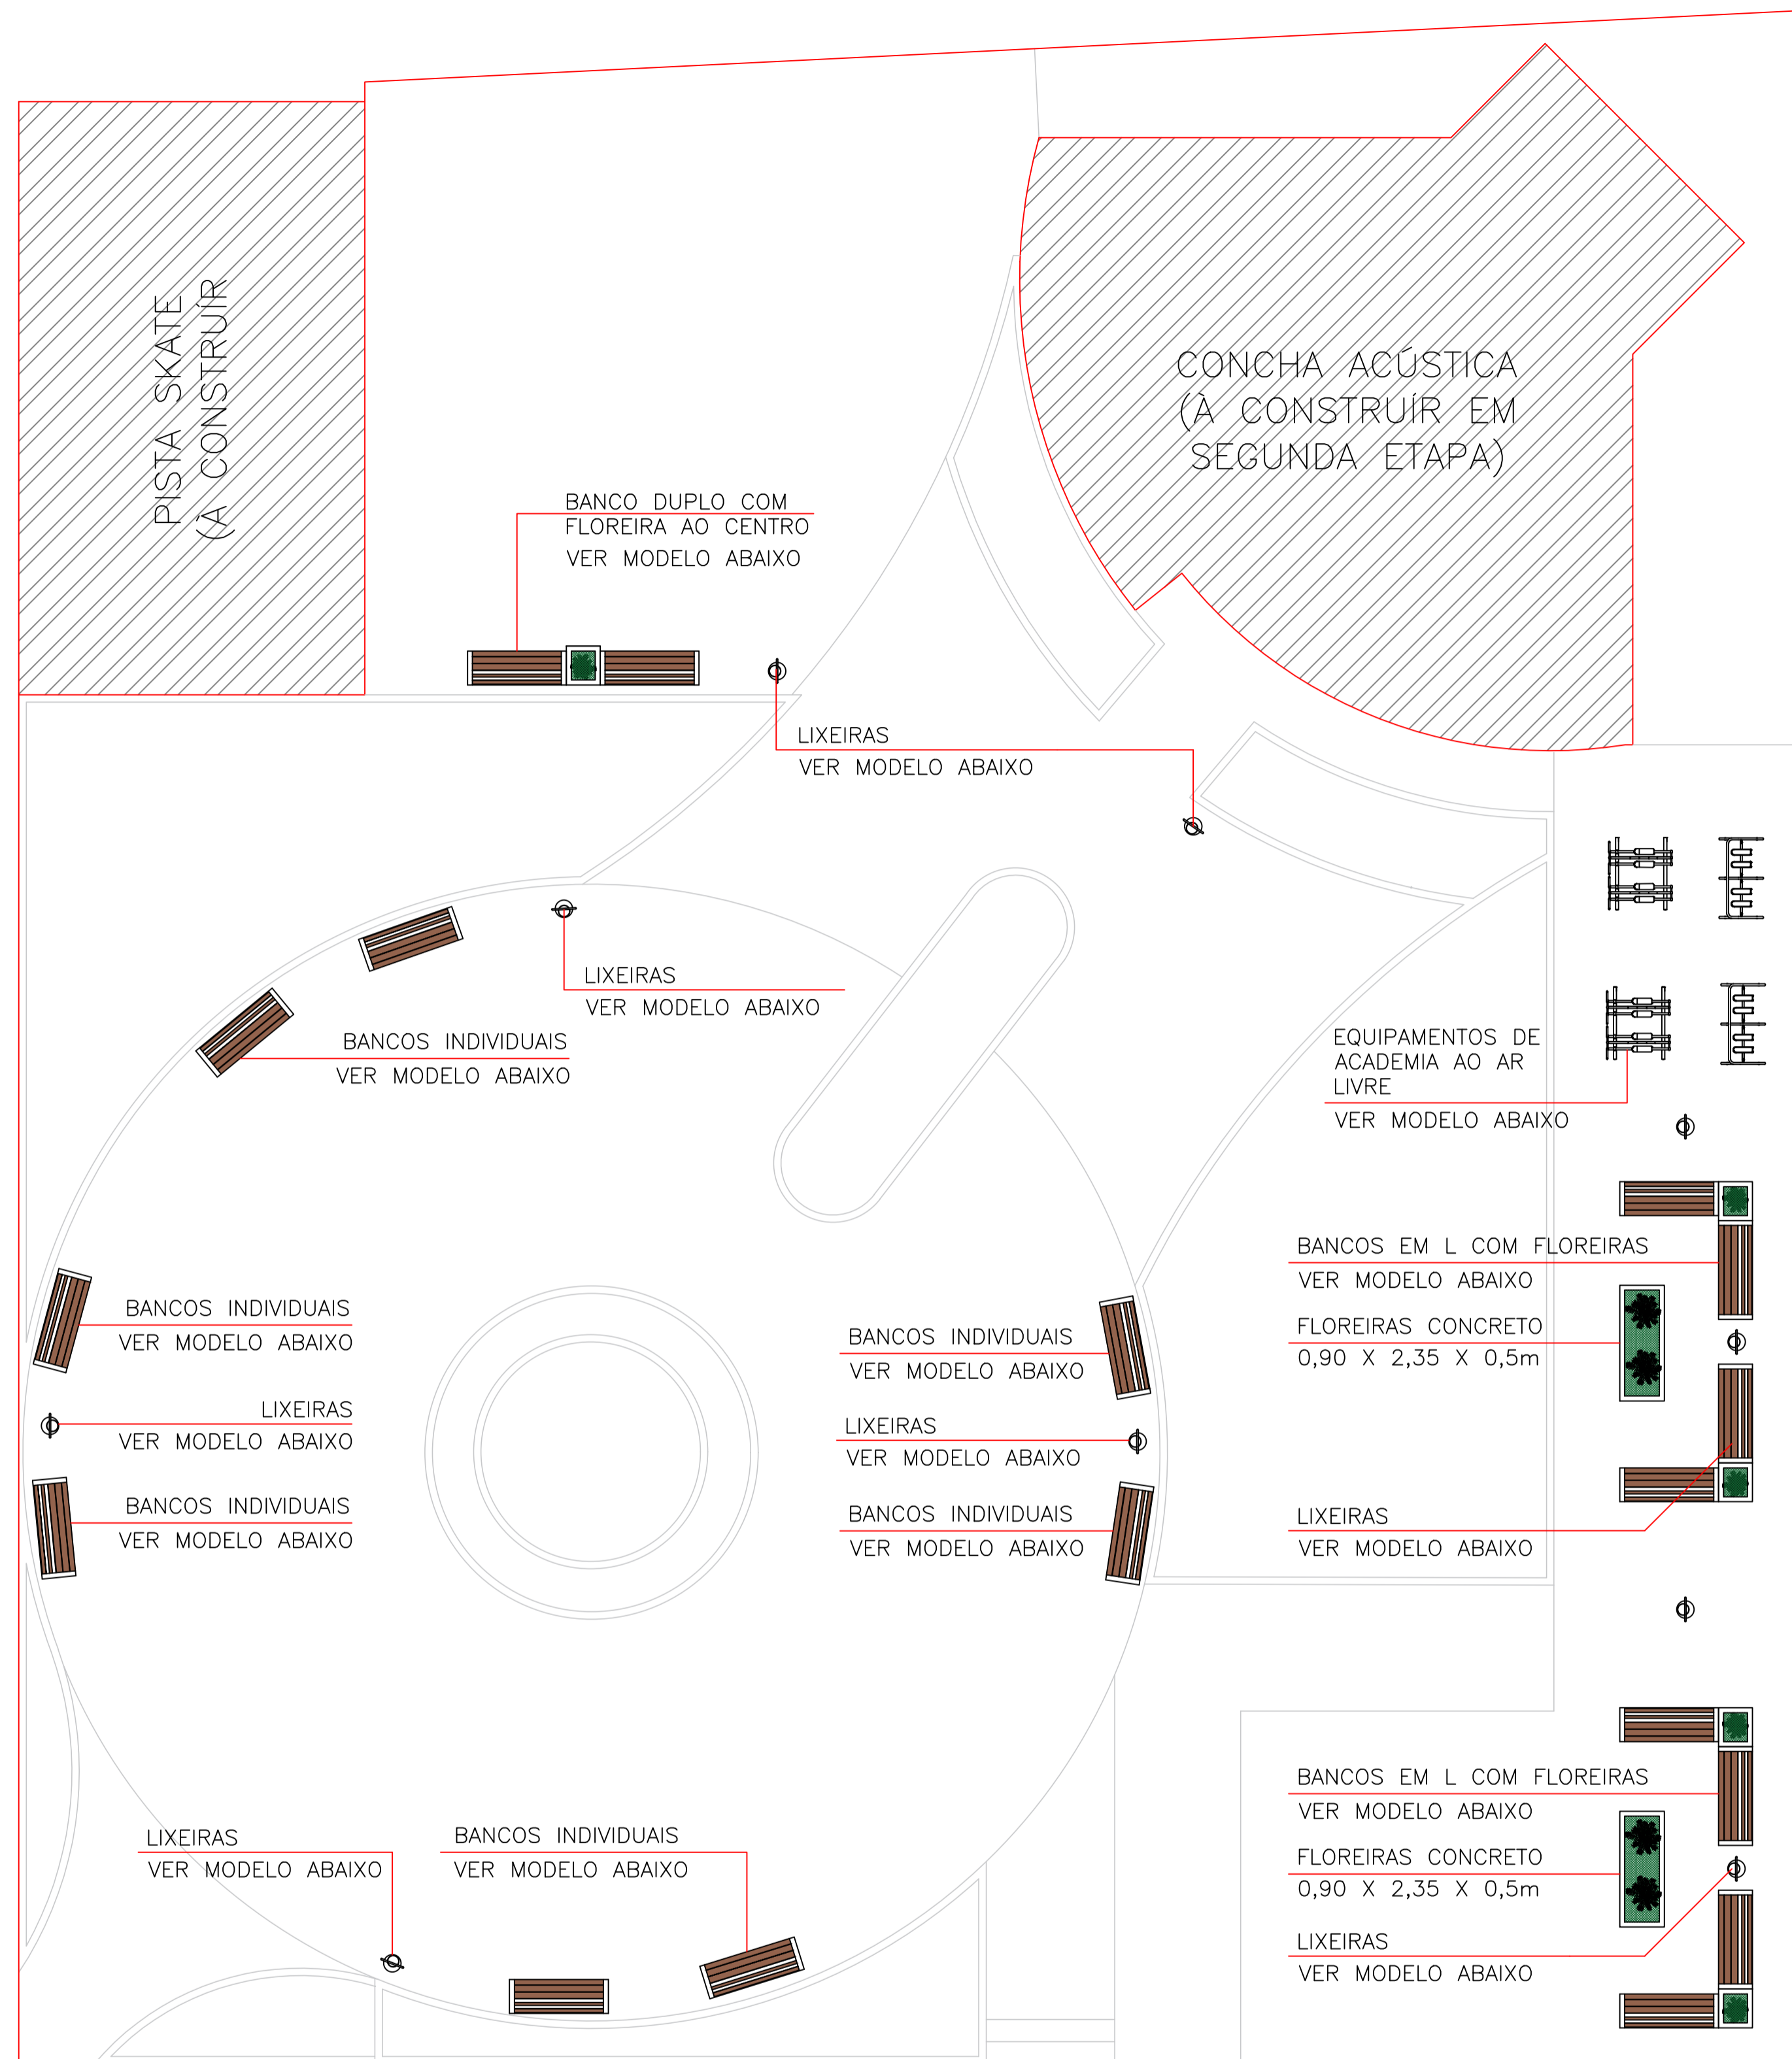 PISTA SKATE
(À CONSTRUÍR
CONCHA ACÚSTICA
(À CONSTRUÍR EM
SEGUNDA ETAPA)
BANCO DUPLO COM
FLOREIRA AO CENTRO
VER MODELO ABAIXO
LIXEIRAS
VER MODELO ABAIXO
LIXEIRAS
VER MODELO ABAIXO
BANCOS INDIVIDUAIS
VER MODELO ABAIXO
EQUIPAMENTOS DE
ACADEMIA AO AR
LIVRE
VER MODELO ABAIXO
BANCOS INDIVIDUAIS
VER MODELO ABAIXO
LIXEIRAS
VER MODELO ABAIXO
BANCOS INDIVIDUAIS
VER MODELO ABAIXO
BANCOS INDIVIDUAIS
VER MODELO ABAIXO
LIXEIRAS
VER MODELO ABAIXO
BANCOS INDIVIDUAIS
VER MODELO ABAIXO
BANCOS EM L COM FLOREIRAS
VER MODELO ABAIXO
FLOREIRAS CONCRETO
0,90 X 2,35 X 0,5m
LIXEIRAS
VER MODELO ABAIXO
LIXEIRAS
VER MODELO ABAIXO
BANCOS INDIVIDUAIS
VER MODELO ABAIXO
BANCOS EM L COM FLOREIRAS
VER MODELO ABAIXO
FLOREIRAS CONCRETO
0,90 X 2,35 X 0,5m
LIXEIRAS
VER MODELO ABAIXO